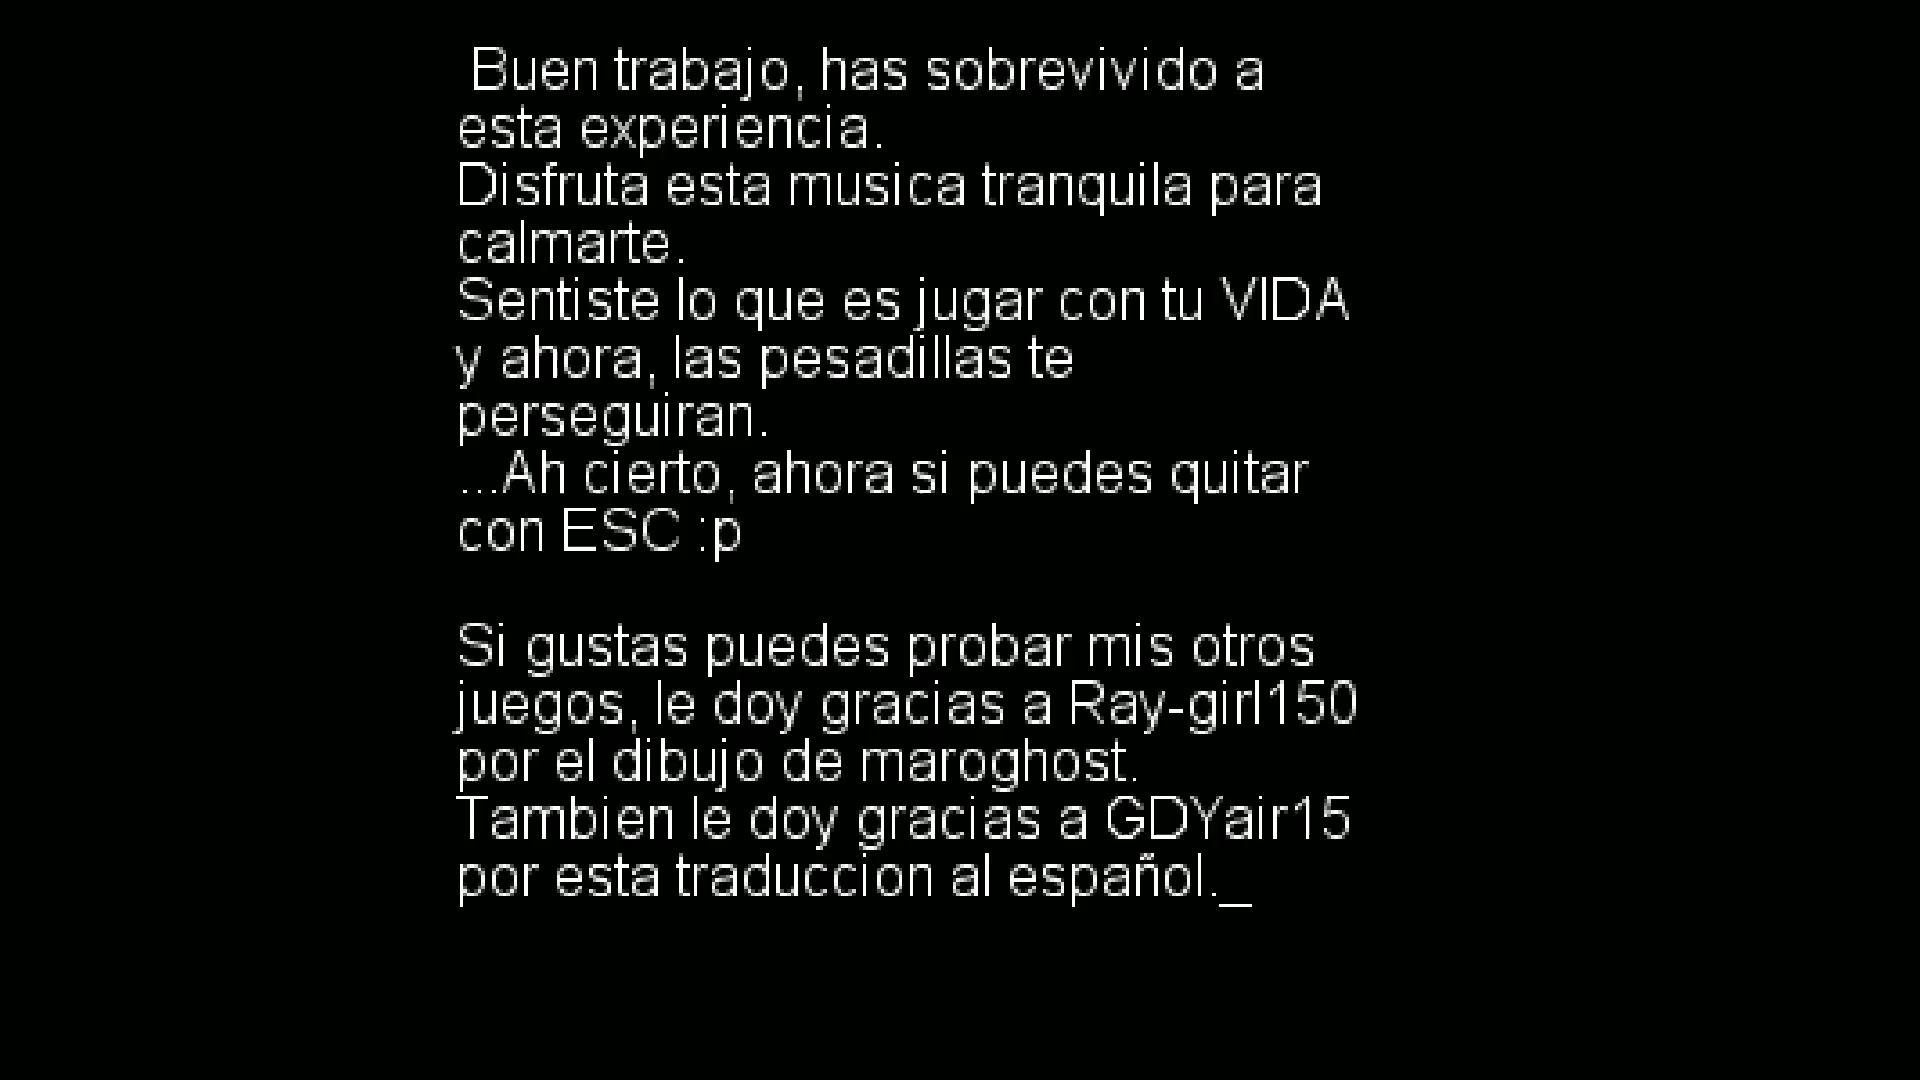 Buen trabajo, has sobrevivido a
esta experiencia.
Disfruta esta musica tranquila para
calmarte.
Sentiste lo que es jugar con tu VIDA
y ahora, las pesadillas te
perseguiran.
...Ah cierto, ahora si puedes quitar
con ESC :p
Si gustas puedes probar mis otros
juegos, le doy gracias a Ray-girl150
por el dibujo de maroghost.
Tambien le doy gracias a GDYair15
por esta traduccion al español._